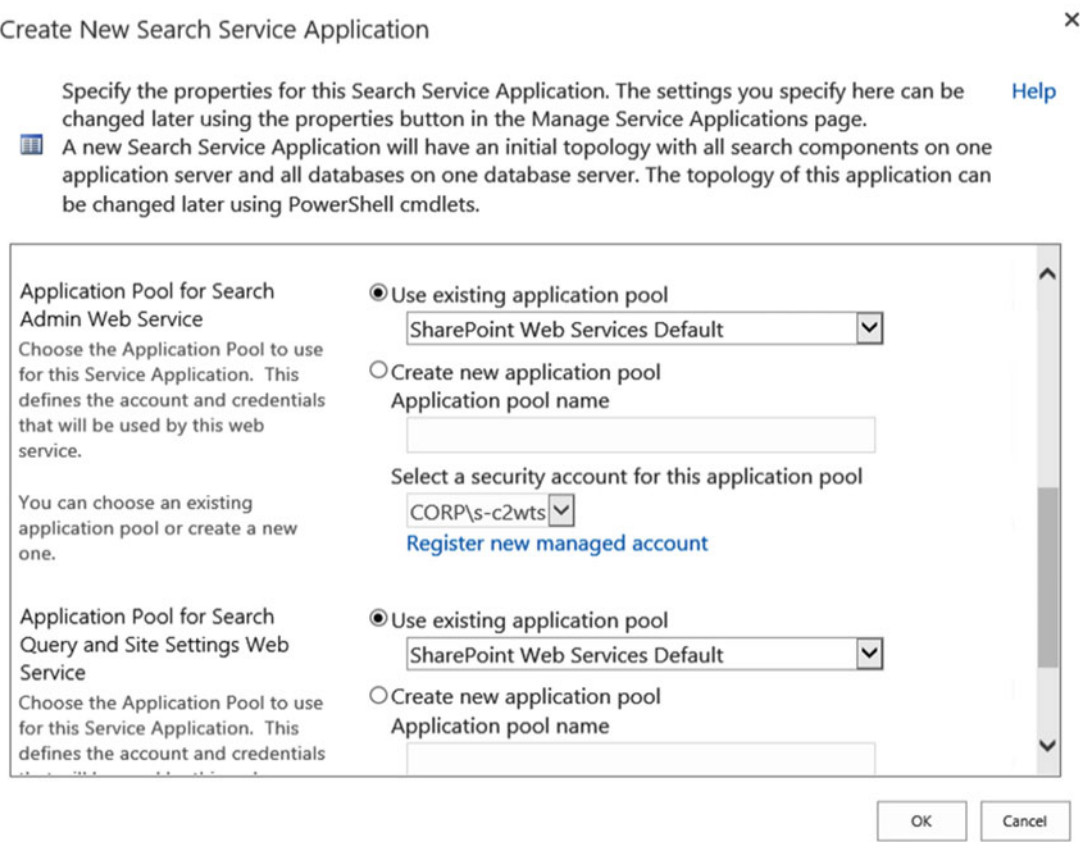 Create New Search Service Application
Specify the properties for this Search Service Application. The settings you specify here can be
Help
changed later using the properties button in the Manage Service Applications page.
A new Search Service Application will have an initial topology with all search components on one
application server and all databases on one database server. The topology of this application can
be changed later using PowerShell cmdlets.
Application Pool for Search
Admin Web Service
Choose the Application Pool to use
for this Service Application.  This
defines the account and credentials
that will be used by this web
service.
You can choose an existing
application pool or create a new
one.
Use existing application pool
SharePoint Web Services Default
Create new application pool
Application pool name
Select a security account for this application pool
CORP\s-c2wts
Register new managed account
Application Pool for Search
Query and Site Settings Web
Service
Choose the Application Pool to use
for this Service Application.  This
defines the account and credentials
Use existing application pool
SharePoint Web Services Default
Create new application pool
Application pool name
OK
Cancel